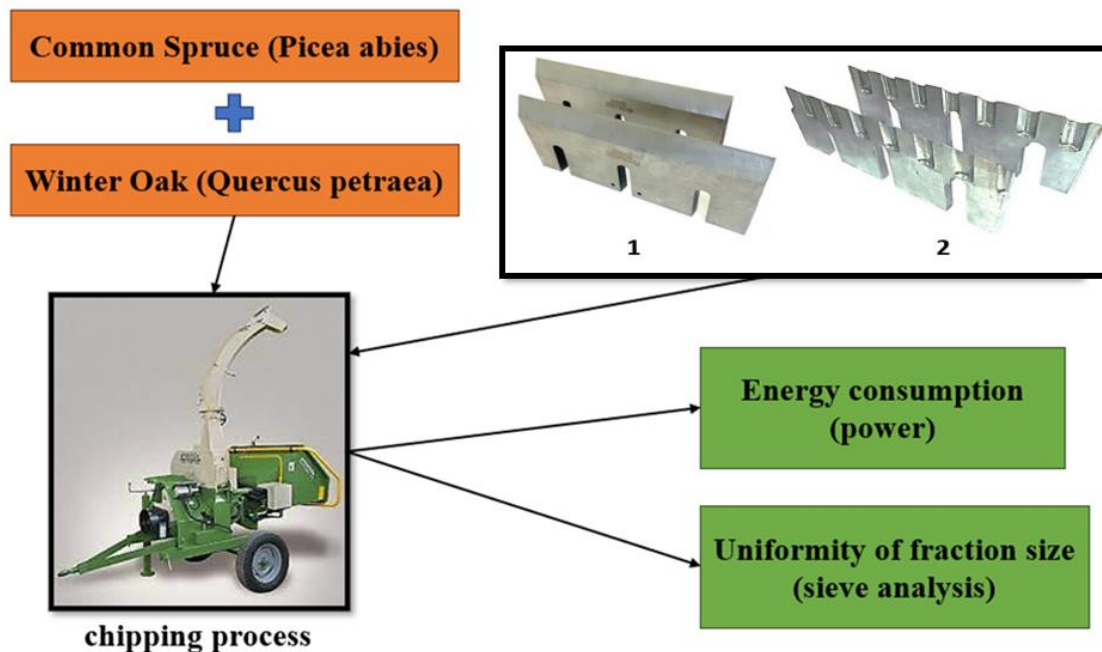 Common Spruce (Picea abies)
Winter Oak (Quercus petraea)
1
2
Energy consumption
(power)
Uniformity of fraction size
(sieve analysis)
chipping process